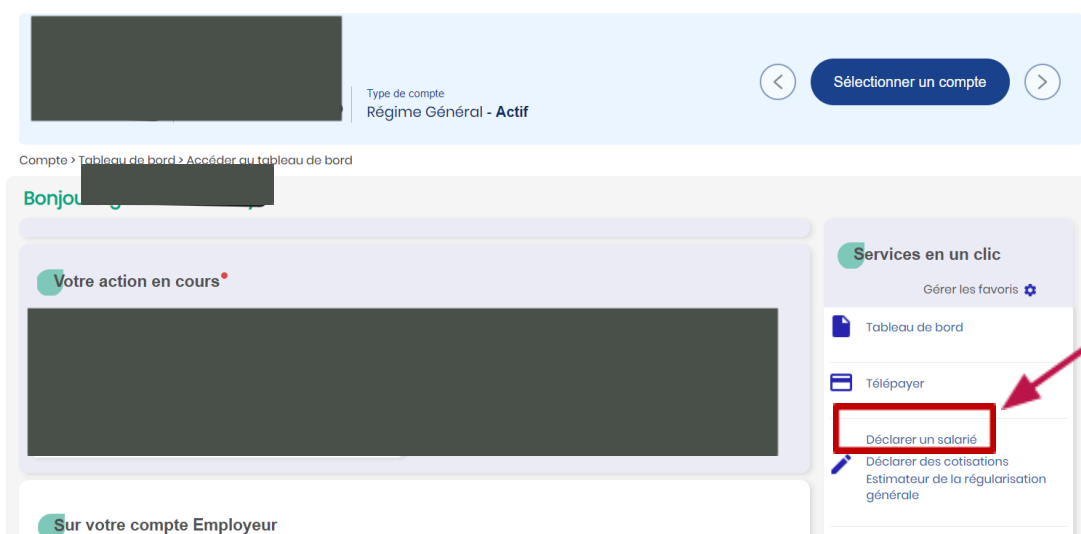 Type de compte
Régime Général - Actif
Sélectionner un compte
Compte > Tableau de bord > Accéder au tableau de bord
Votre action en cours
Services en un clic
Gérer les favoris
Tableau de bord
Télépayer
Déclarer un salarié
Déclarer des cotisations
Estimateur de la régularisation
générale
Sur votre compte Employeur